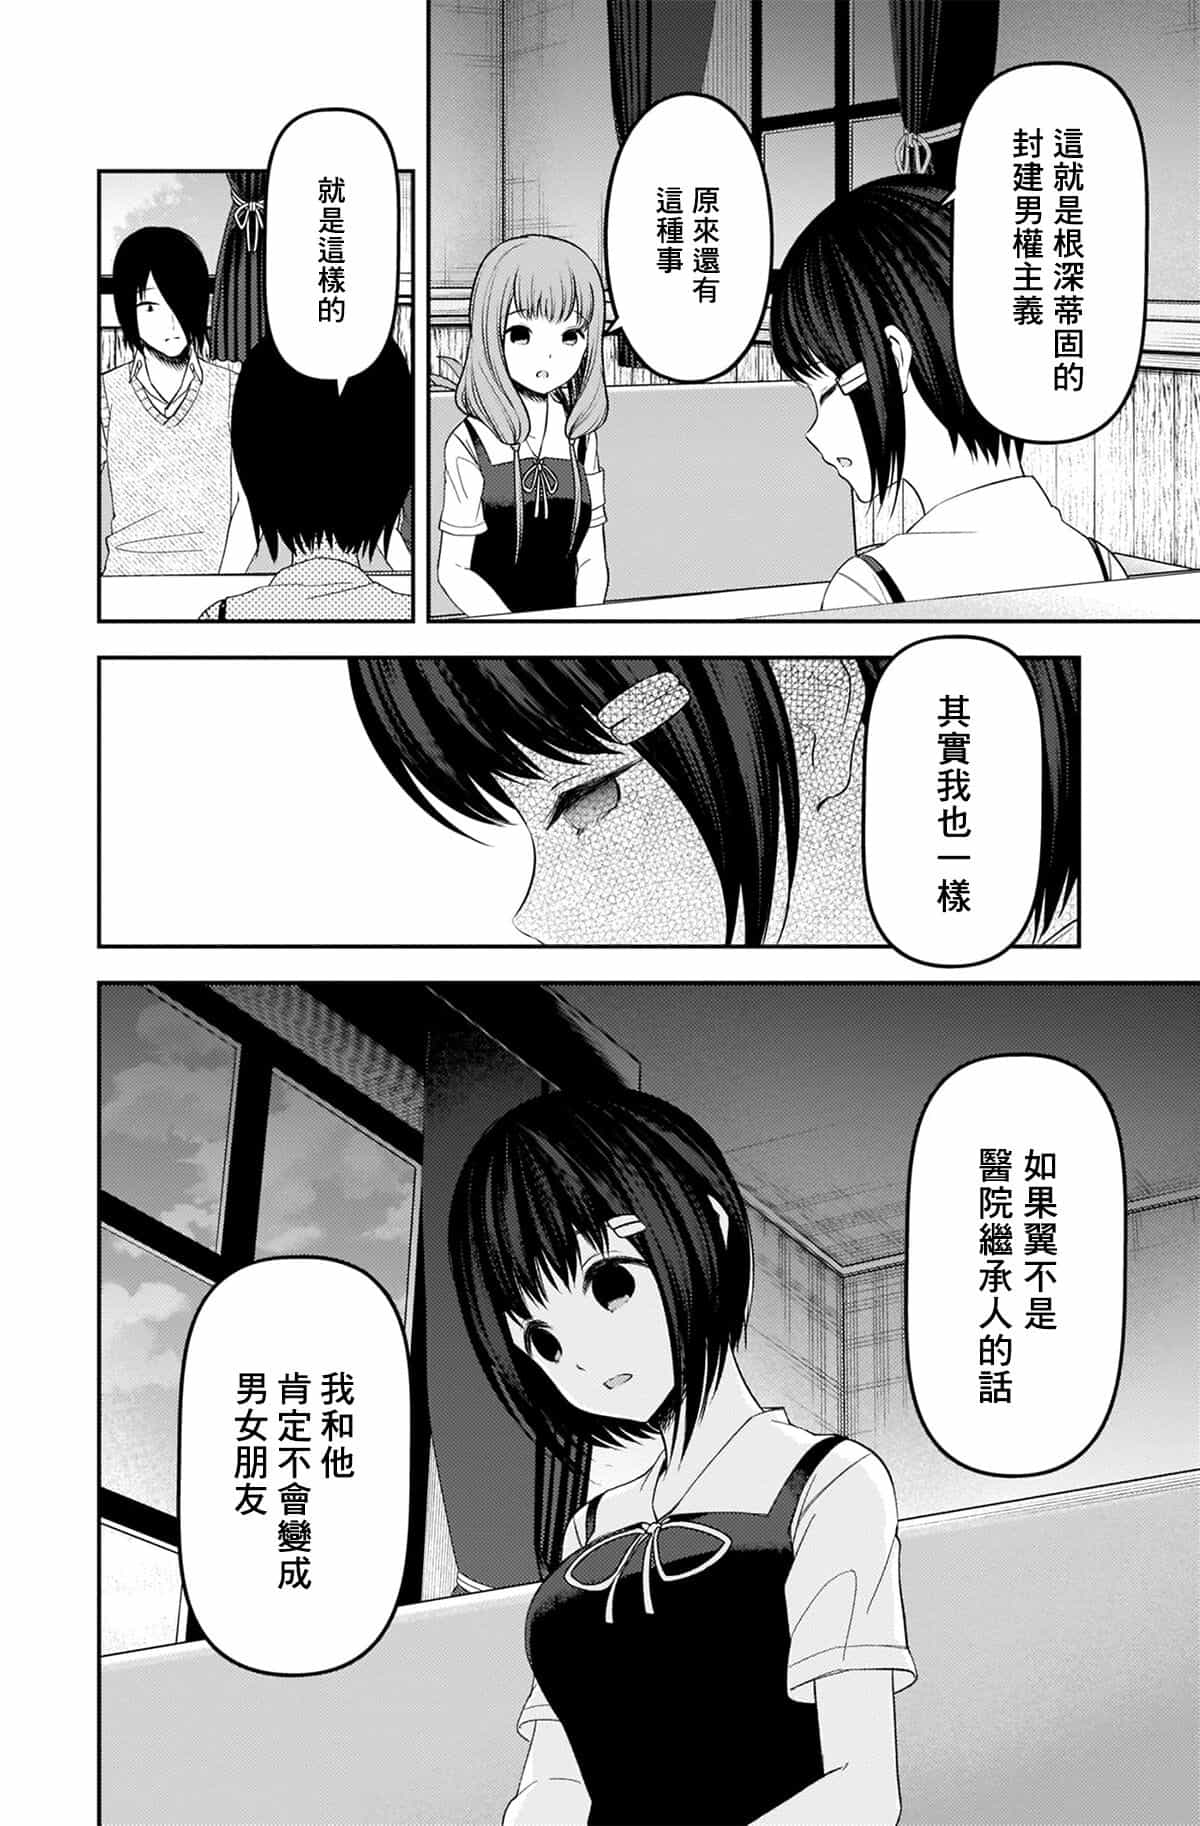 這就是根深蒂固的
封建男權主義
原來還有
這種事
就是這樣的
其實我也一樣
如果翼不是
醫院繼承人的話
我和他
肯定不會變成
男女朋友